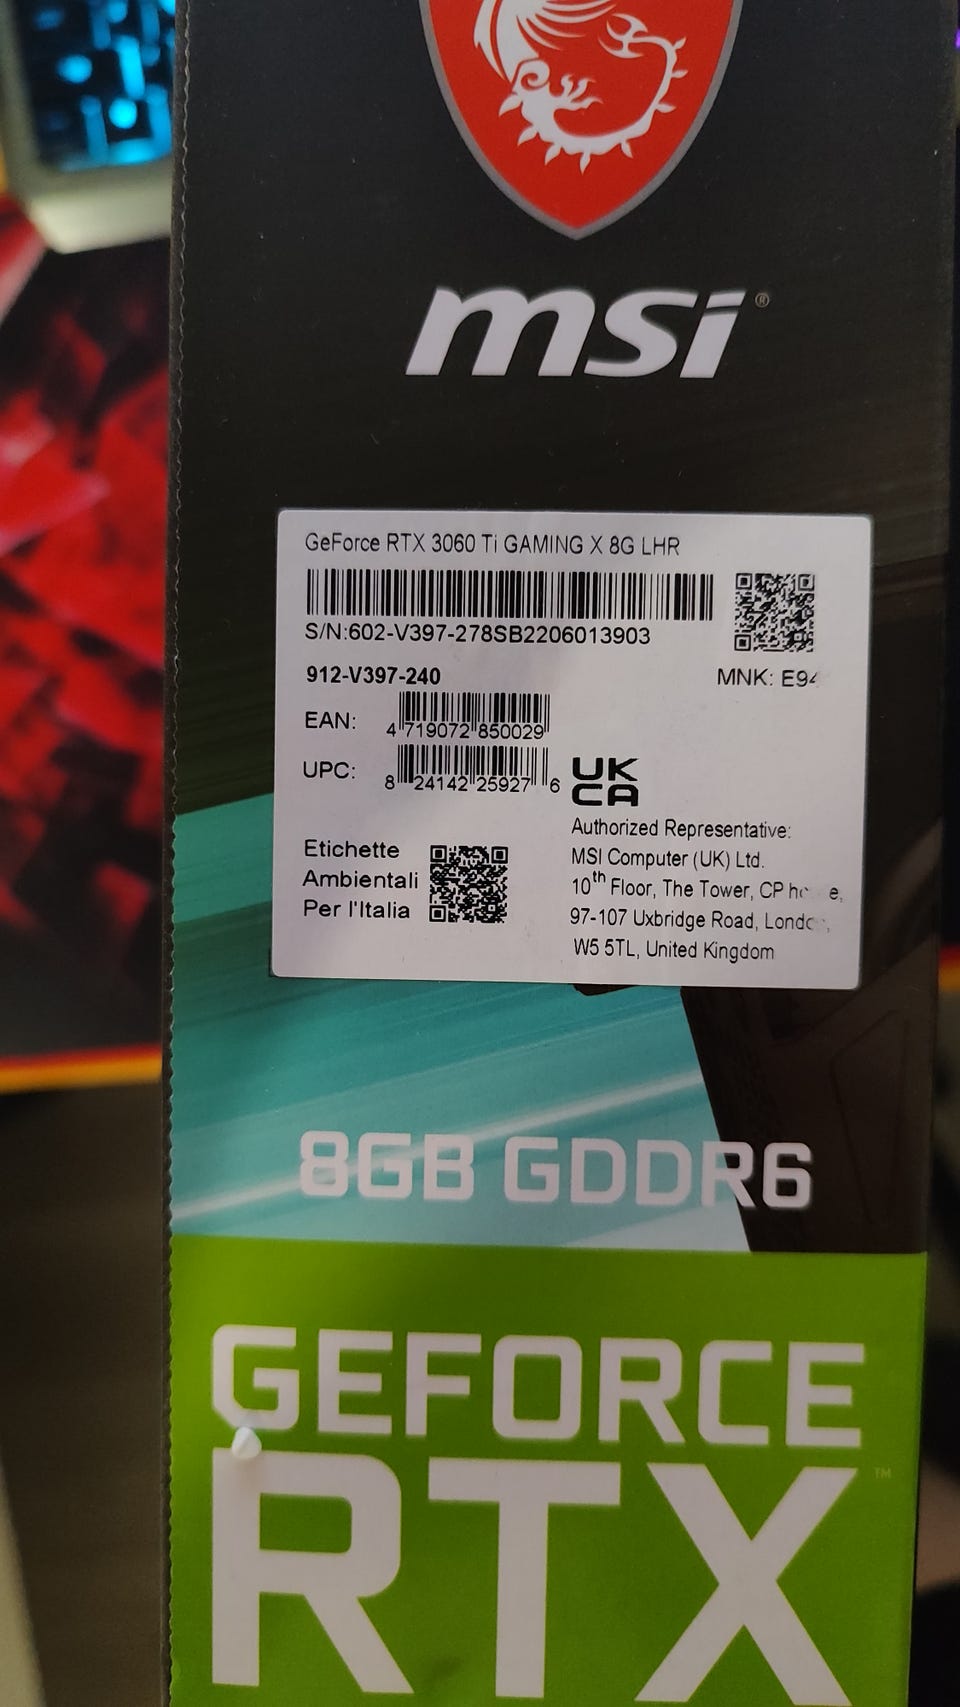 msi®
GeForce RTX 3060 Ti GAMING X 8G LHR
S/N:602-V397-278SB2206013903
912-V397-240
MNK: E94
EAN:
4 719072 850029
UPC:
8 24142 25927 6
UK
CA
Etichette
Ambientali
Per l'Italia
Authorized Representative:
MSI Computer (UK) Ltd.
10th Floor, The Tower, CP
97-107 Uxbridge Road,
W5 5TL, United Kingdom
8GB GDDR6
GEFORCE
RTX™